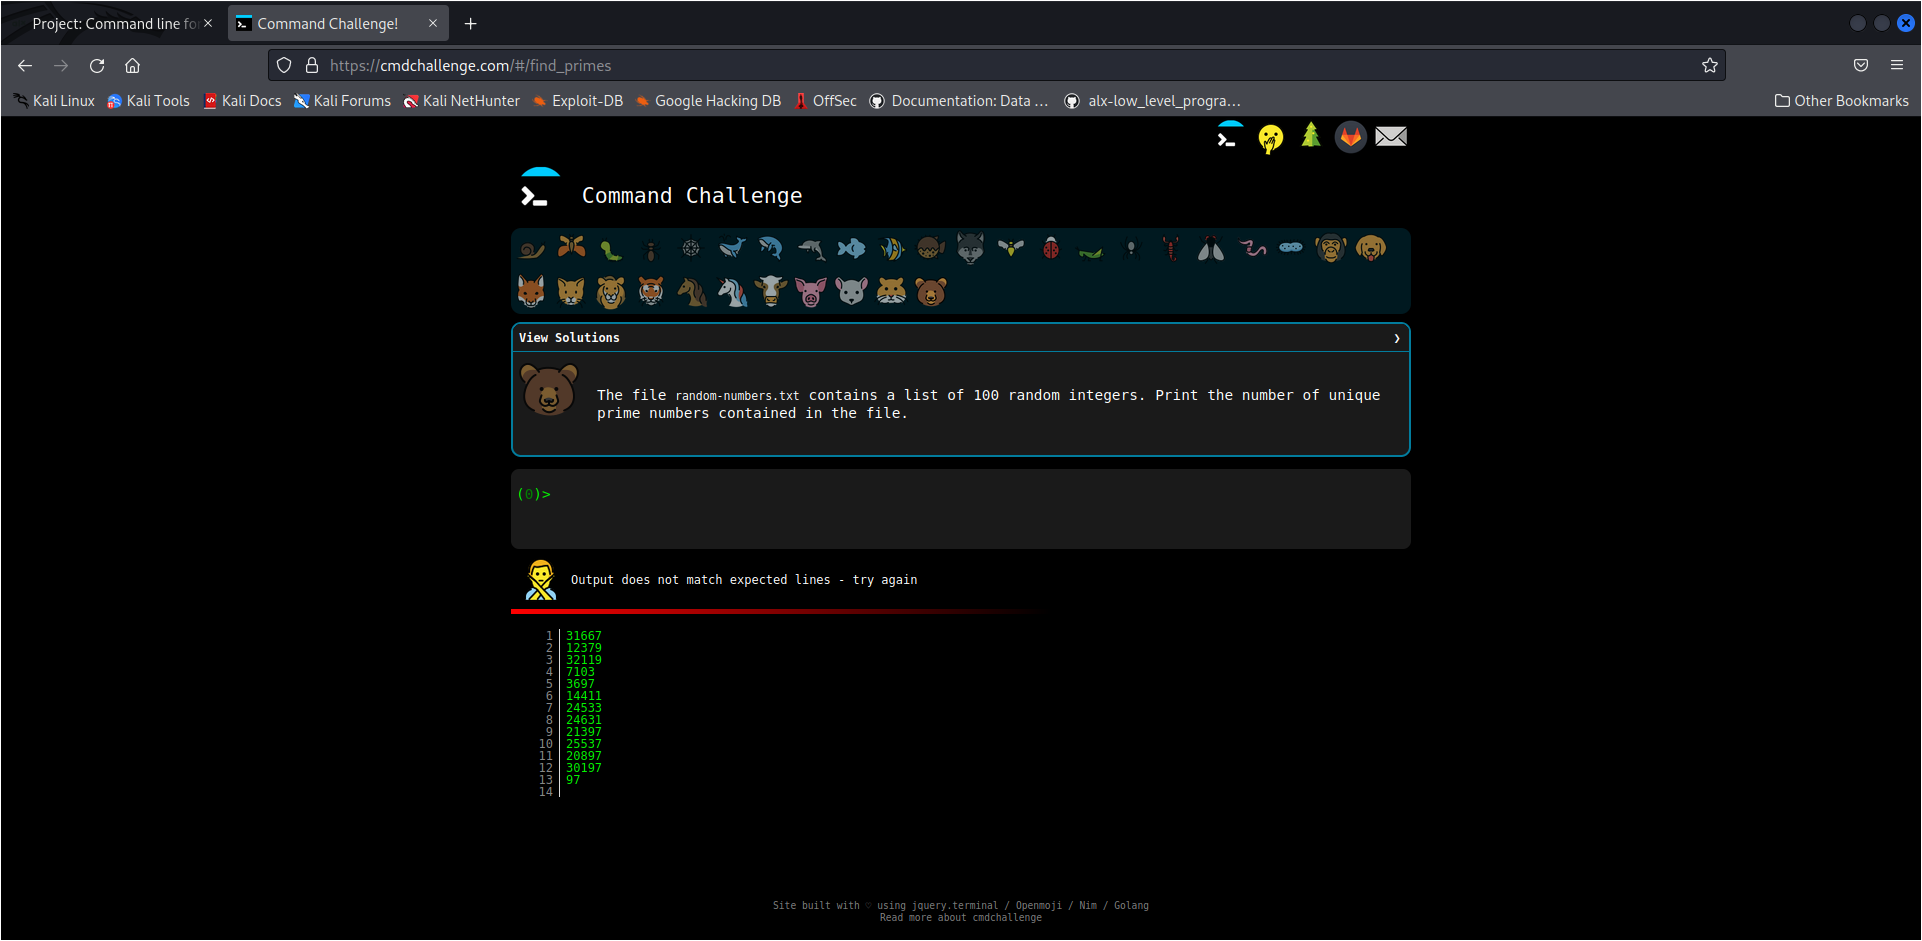 Project: Command line fo
Command Challenge!
https://cmdchallenge.com/#/find_primes
Kali Linux
Kali Tools
Kali Docs
Kali Forums
Kali NetHunter
Exploit-DB
Google Hacking DB
OffSec
Documentation: Data ...
alx-low_level_progra...
Other Bookmarks
Command Challenge
View Solutions
The file random-numbers.txt contains a list of 100 random integers. Print the number of unique
prime numbers contained in the file.
(0)>
Output does not match expected lines - try again
1 31667
2 12379
3 32119
4 7103
5 3697
6 14411
7 24533
8 24631
9 21397
10 25537
11 20897
12 30197
13 97
14
Site built with ♡ using jquery.terminal / Openmoji / Nim / Golang
Read more about cmdchallenge